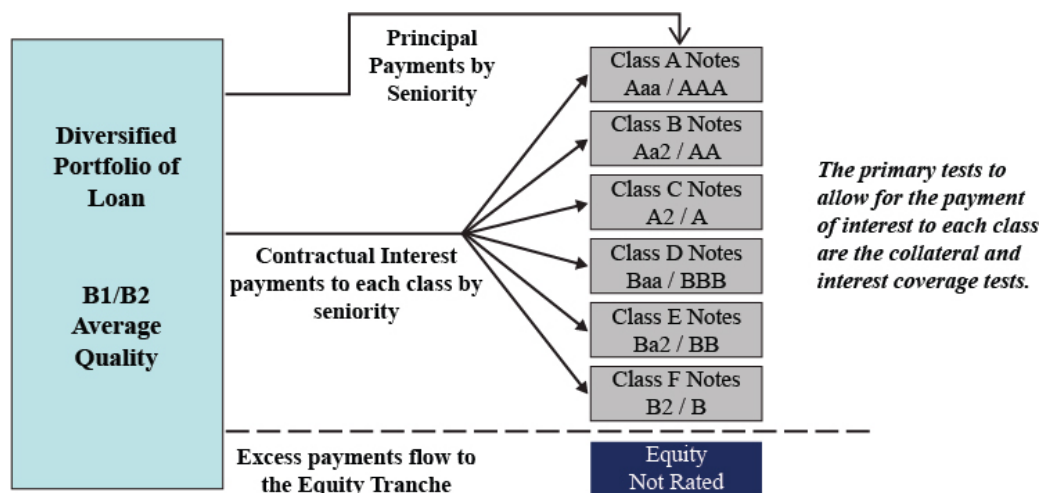 Diversified
Portfolio of
Loan
B1/B2
Average
Quality
Principal
Payments by
Seniority
Contractual Interest
payments to each class by
seniority
Class A Notes
Aaa / AAA
Class B Notes
Aa2 / AA
Class C Notes
A2 / A
Class D Notes
Baa / BBB
Class E Notes
Ba2 / BB
Class F Notes
B2 / B
The primary tests to
allow for the payment
of interest to each class
are the collateral and
interest coverage tests.
Excess payments flow to
the Equity Tranche
Equity
Not Rated